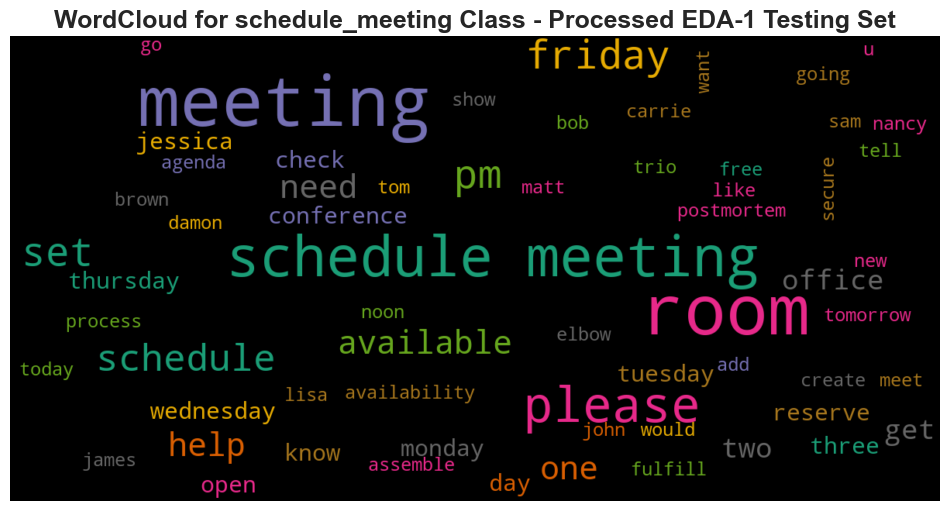 WordCloud for schedule_meeting Class - Processed EDA-1 Testing Set
go
friday
u
want
going
meeting
show
carrie
bob
sam
nancy
jessica
tell
agenda
check
trio
free
pm
need
tom
matt
like
secure
brown
postmortem
conference
damon
set
schedule meeting
new
thursday
office
room
noon
tomorrow
process
elbow
available
schedule
today
add
tuesday
create
meet
lisa
availability
please
wednesday
reserve
john
would
get
help
monday
two
three
know
james
assemble
one
fulfill
open
day